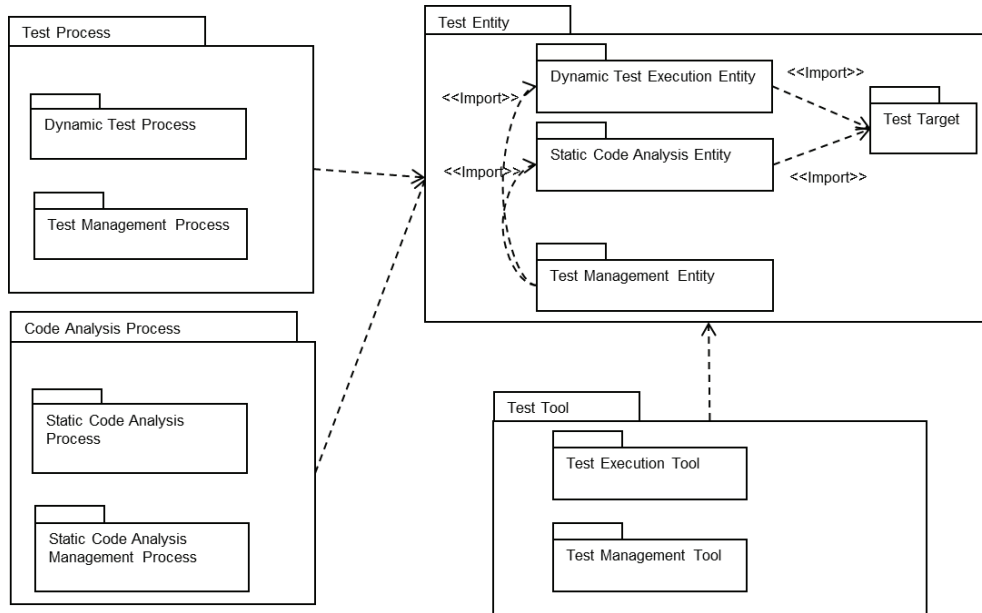 Test Process
Dynamic Test Process
Test Management Process
Code Analysis Process
Static Code Analysis
Process
Static Code Analysis
Management Process
Test Entity
Dynamic Test Execution Entity
<<Import>>
<<Import>>
Test Target
Static Code Analysis Entity
<<Import>>
<<Import>>
Test Management Entity
Test Tool
Test Execution Tool
Test Management Tool